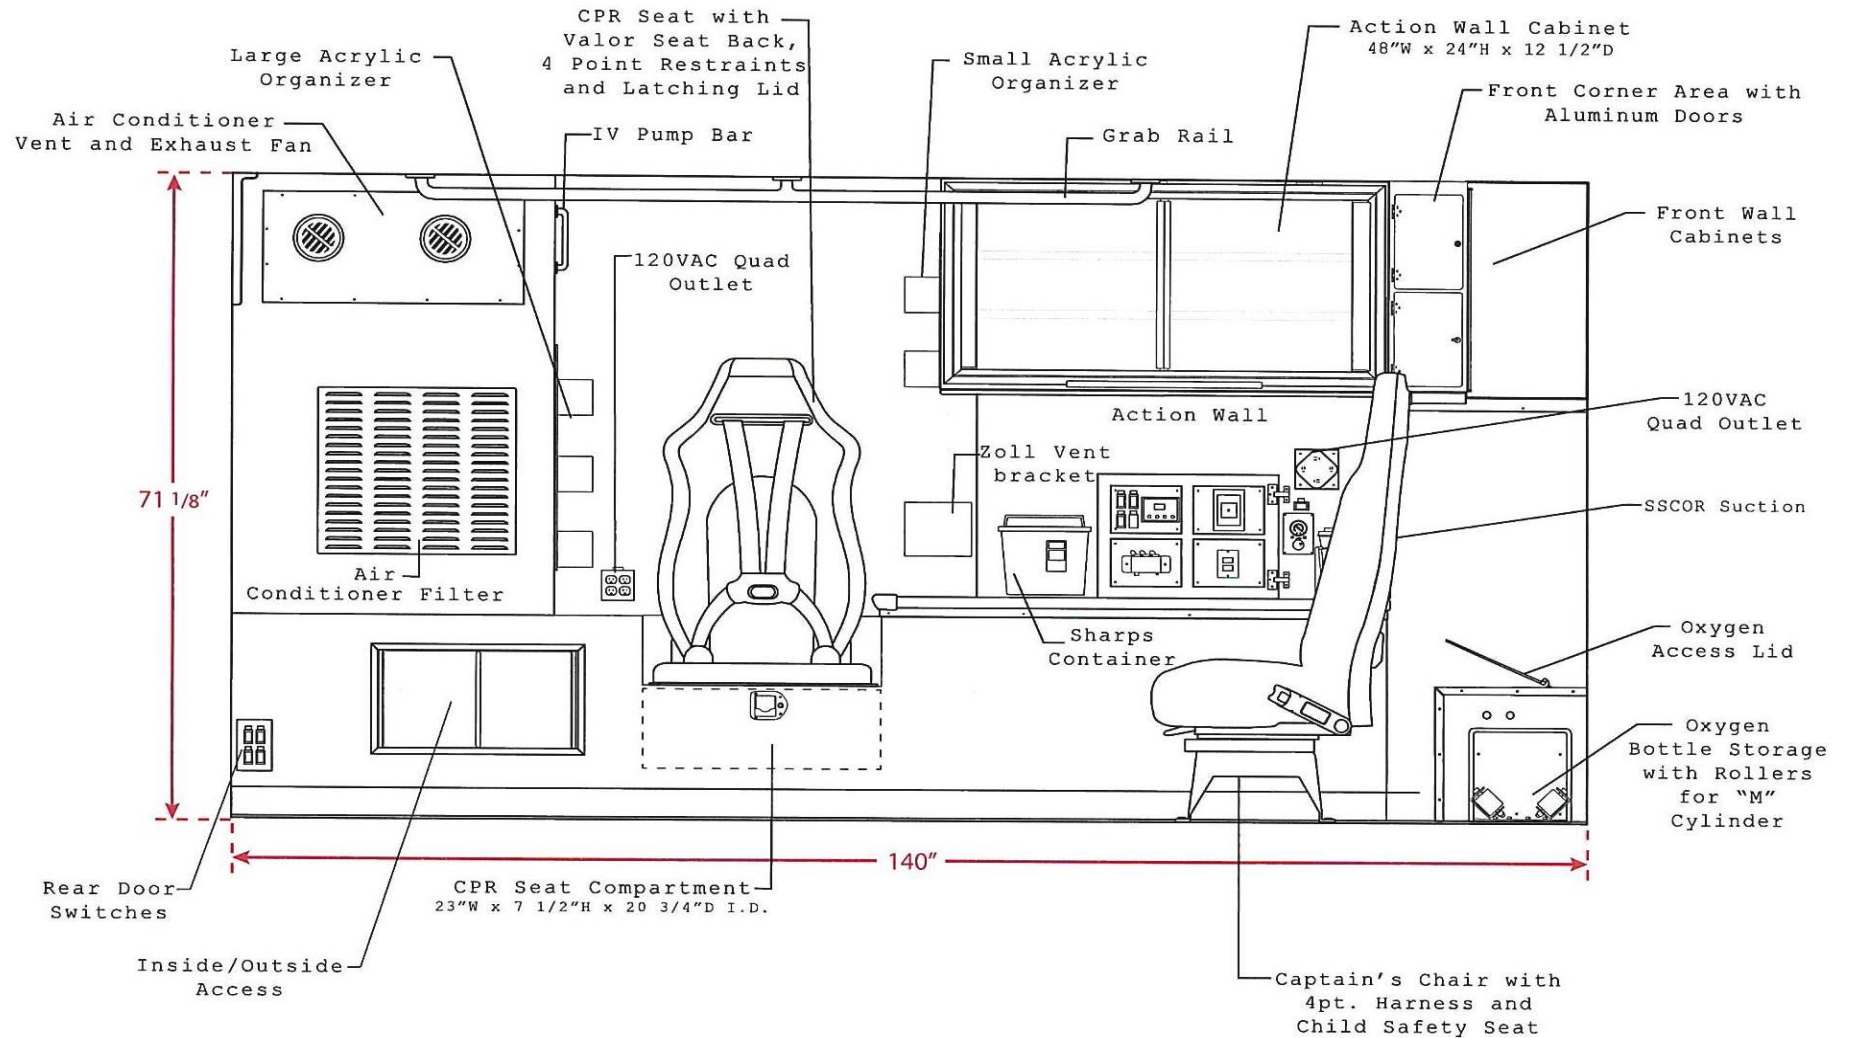 CPR Seat with
Valor Seat Back,
4 Point Restraints
and Latching Lid
Large Acrylic
Organizer
Air Conditioner
Vent and Exhaust Fan
IV Pump Bar
Small Acrylic
Organizer
Grab Rail
Action Wall Cabinet
48"W x 24"H x 12 1/2"D
Front Corner Area with
Aluminum Doors
Front Wall
Cabinets
120VAC Quad
Outlet
Action Wall
120VAC
Quad Outlet
Zoll Vent
bracket
71 1/8"
SSCOR Suction
Air
Conditioner Filter
Sharps
Container
Oxygen
Access Lid
Oxygen
Bottle Storage
with Rollers
for “M”
Cylinder
140"
Rear Door
Switches
CPR Seat Compartment
23"W x 7 1/2"H x 20 3/4"D I.D.
Inside/Outside
Access
Captain's Chair with
4pt. Harness and
Child Safety Seat